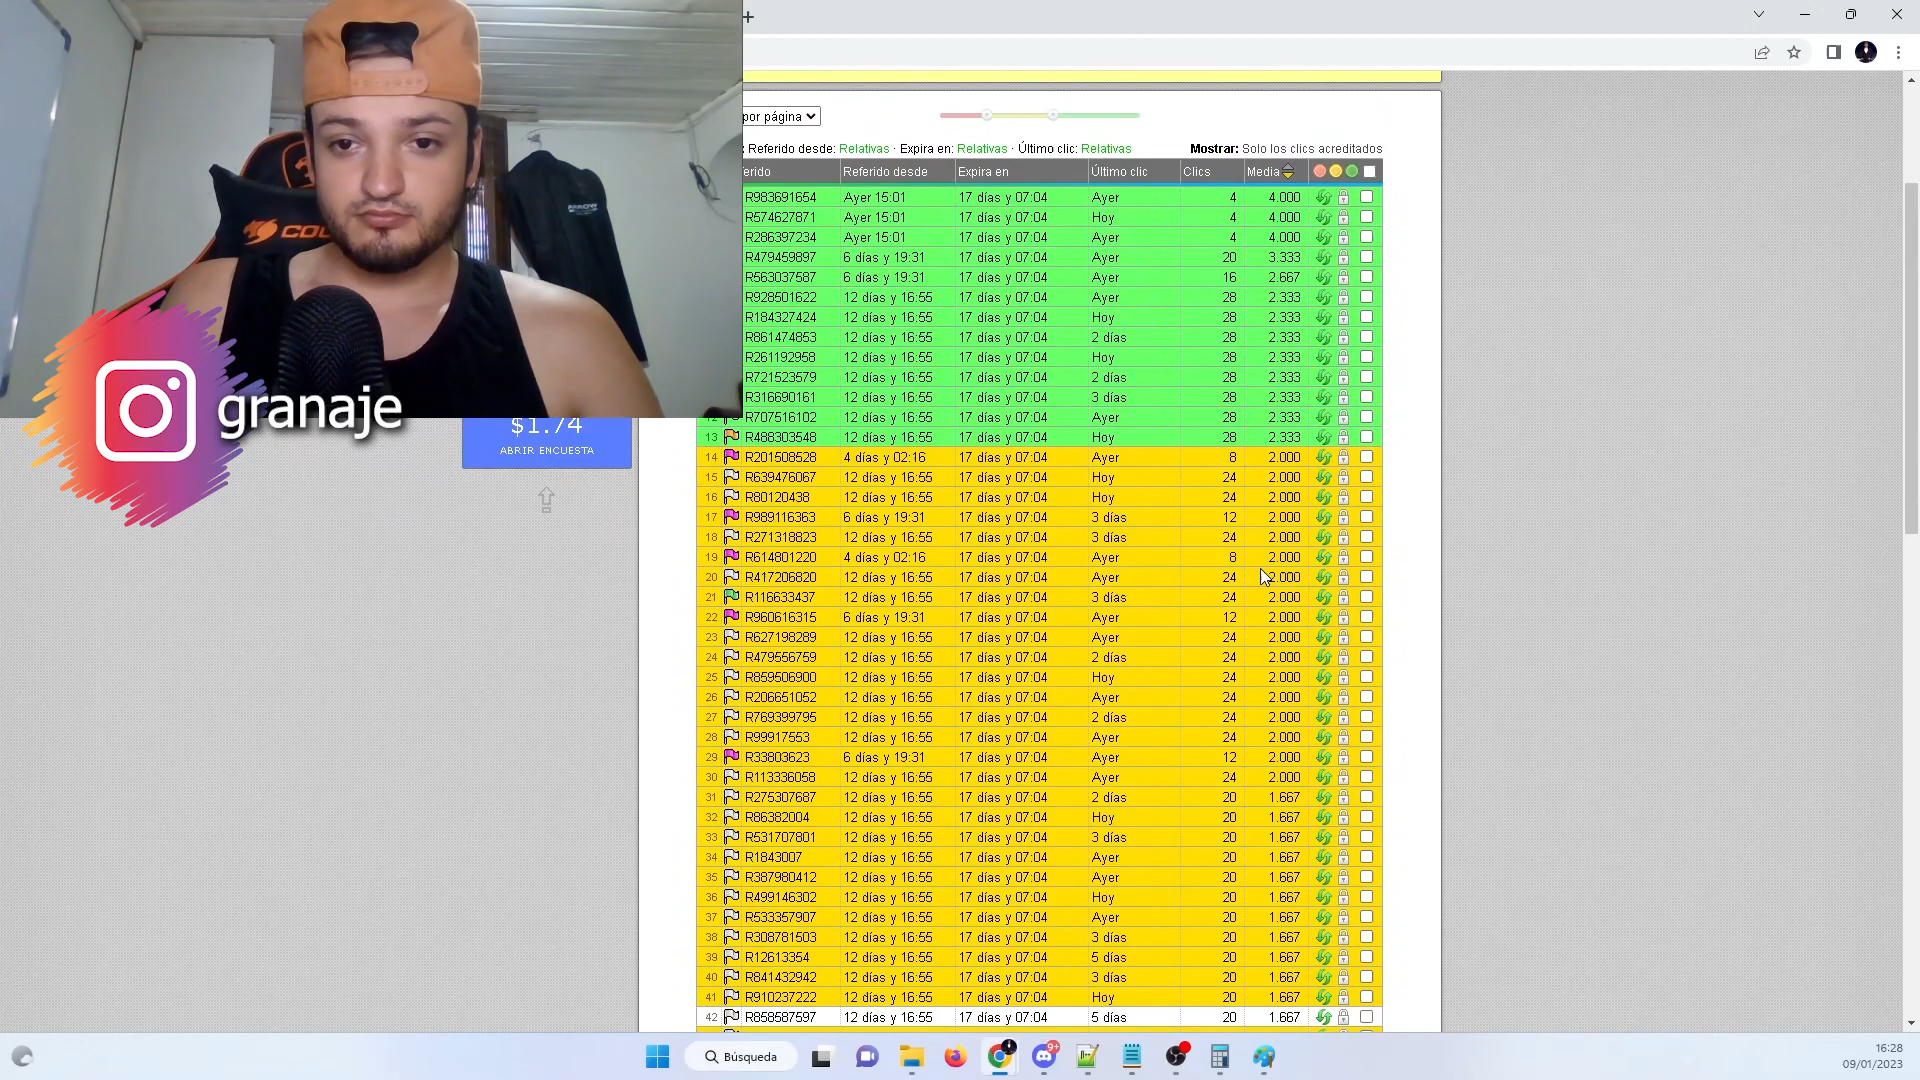 por página
: Referido desde: Relativas · Expira en: Relativas · Último clic: Relativas Mostrar: Solo los clics acreditados
erido Referido desde Expira en Último clic Clics Media
R983691654 Ayer 15:01 17 días y 07:04 Ayer 4 4.000
R574627871 Ayer 15:01 17 días y 07:04 Hoy 4 4.000
R286397234 Ayer 15:01 17 días y 07:04 Ayer 4 4.000
R479459897 6 días y 19:31 17 días y 07:04 Ayer 20 3.333
R563037587 6 días y 19:31 17 días y 07:04 Ayer 16 2.667
R928501622 12 días y 16:55 17 días y 07:04 Ayer 28 2.333
R184327424 12 días y 16:55 17 días y 07:04 Hoy 28 2.333
R861474853 12 días y 16:55 17 días y 07:04 2 días 28 2.333
R261192958 12 días y 16:55 17 días y 07:04 Hoy 28 2.333
R721523579 12 días y 16:55 17 días y 07:04 2 días 28 2.333
R316690161 12 días y 16:55 17 días y 07:04 3 días 28 2.333
R707516102 12 días y 16:55 17 días y 07:04 Ayer 28 2.333
13 R488303548 12 días y 16:55 17 días y 07:04 Hoy 28 2.333
14 R201508528 4 días y 02:16 17 días y 07:04 Ayer 8 2.000
15 R639476067 12 días y 16:55 17 días y 07:04 Hoy 24 2.000
16 R80120438 12 días y 16:55 17 días y 07:04 Hoy 24 2.000
17 R989116363 6 días y 19:31 17 días y 07:04 3 días 12 2.000
18 R271318823 12 días y 16:55 17 días y 07:04 3 días 24 2.000
19 R614801220 4 días y 02:16 17 días y 07:04 Ayer 8 2.000
20 R417206820 12 días y 16:55 17 días y 07:04 Ayer 24 2.000
21 R116633437 12 días y 16:55 17 días y 07:04 3 días 24 2.000
22 R960616315 6 días y 19:31 17 días y 07:04 Ayer 12 2.000
23 R627198289 12 días y 16:55 17 días y 07:04 Ayer 24 2.000
24 R479556759 12 días y 16:55 17 días y 07:04 2 días 24 2.000
25 R859506900 12 días y 16:55 17 días y 07:04 Hoy 24 2.000
26 R206651052 12 días y 16:55 17 días y 07:04 Ayer 24 2.000
27 R769399795 12 días y 16:55 17 días y 07:04 2 días 24 2.000
28 R99917553 12 días y 16:55 17 días y 07:04 Ayer 24 2.000
29 R33803623 6 días y 19:31 17 días y 07:04 Ayer 12 2.000
30 R113336058 12 días y 16:55 17 días y 07:04 Ayer 24 2.000
31 R275307687 12 días y 16:55 17 días y 07:04 2 días 20 1.667
32 R86382004 12 días y 16:55 17 días y 07:04 Hoy 20 1.667
33 R531707801 12 días y 16:55 17 días y 07:04 3 días 20 1.667
34 R1843007 12 días y 16:55 17 días y 07:04 Ayer 20 1.667
35 R387980412 12 días y 16:55 17 días y 07:04 Ayer 20 1.667
36 R499146302 12 días y 16:55 17 días y 07:04 Hoy 20 1.667
37 R533357907 12 días y 16:55 17 días y 07:04 Ayer 20 1.667
38 R308781503 12 días y 16:55 17 días y 07:04 3 días 20 1.667
39 R12613354 12 días y 16:55 17 días y 07:04 5 días 20 1.667
40 R841432942 12 días y 16:55 17 días y 07:04 3 días 20 1.667
41 R910237222 12 días y 16:55 17 días y 07:04 Hoy 20 1.667
42 R858587597 12 días y 16:55 17 días y 07:04 5 días 20 1.667
granaje
$1.74
ABRIR ENCUESTA
COU
Búsqueda
9+
16:28
09/01/2023